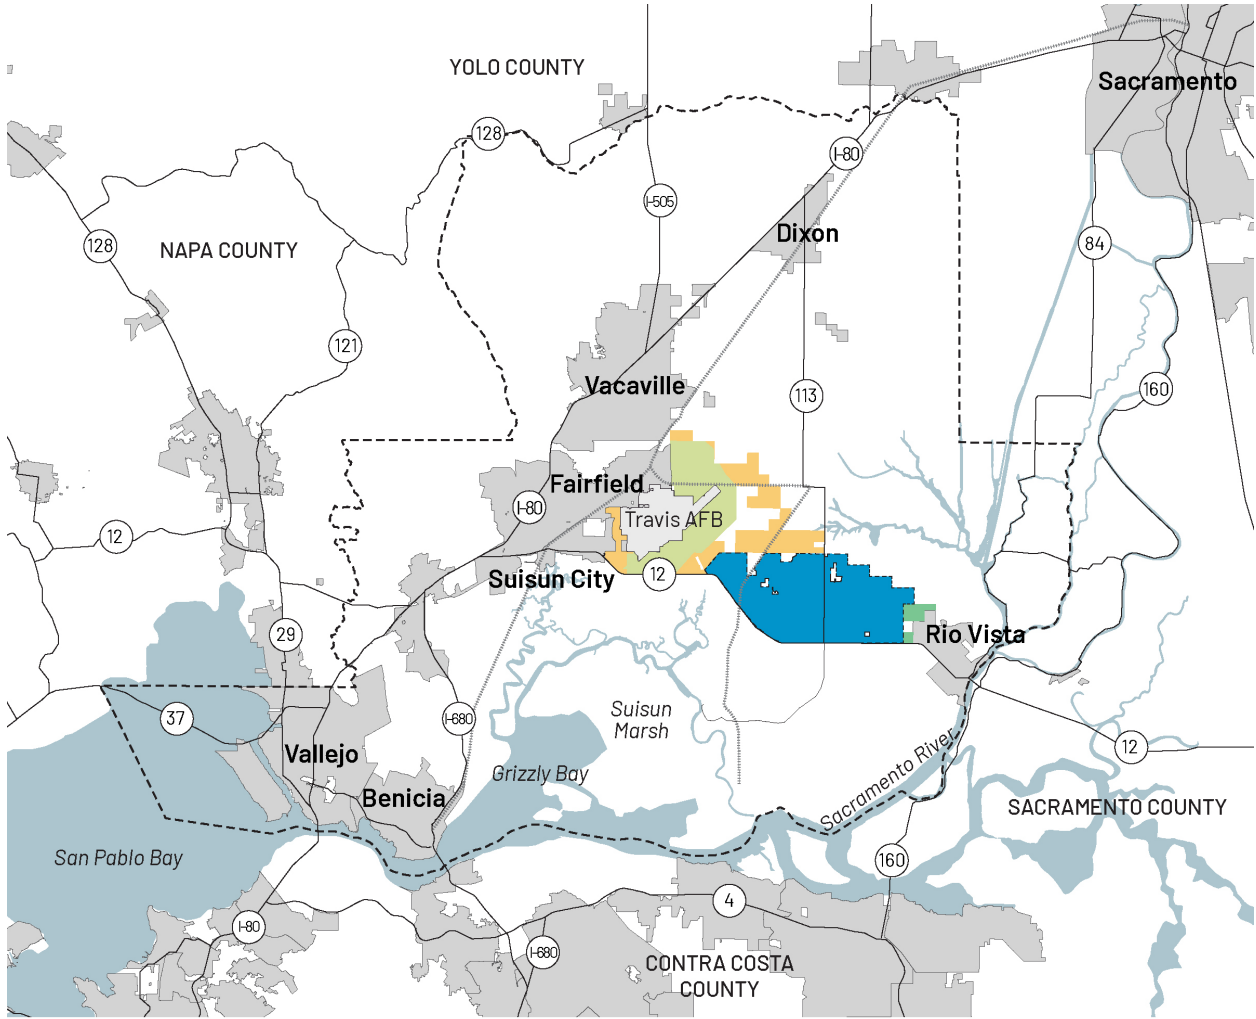 YOLO COUNTY
Sacramento
128
I-80
I-505
Dixon
128
NAPA COUNTY
84
121
Vacaville
113
160
Fairfield
I-80
Travis AFB
12
Suisun City
12
29
Rio Vista
37
I-680
Suisun
Marsh
Vallejo
12
Grizzly Bay
Benicia
Sacramento River
SACRAMENTO COUNTY
San Pablo Bay
160
4
I-80
I-680
CONTRA COSTA
COUNTY